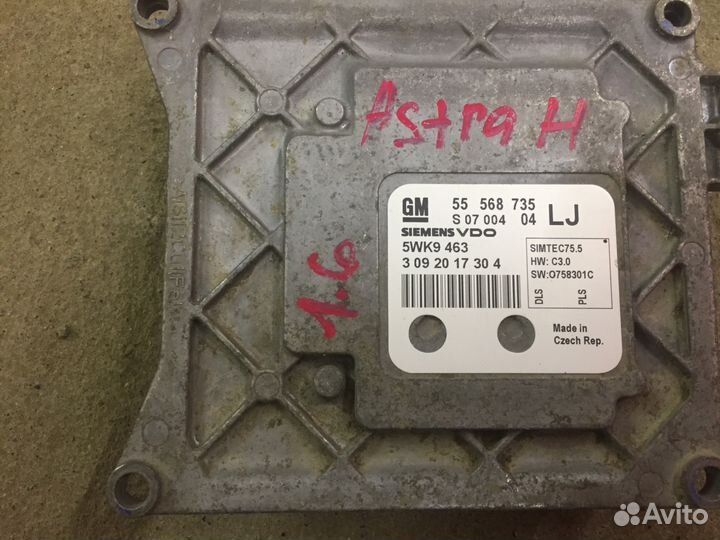 Astra H
GM 55 568 735 LJ
S 07 004 04
SIEMENS VDO
5WK9 463
3 09 20 17 30 4
SIMTEC75.5
HW: C3.0
SW:O758301C
DLS
PLS
Made in
Czech Rep.
1.6
Avito